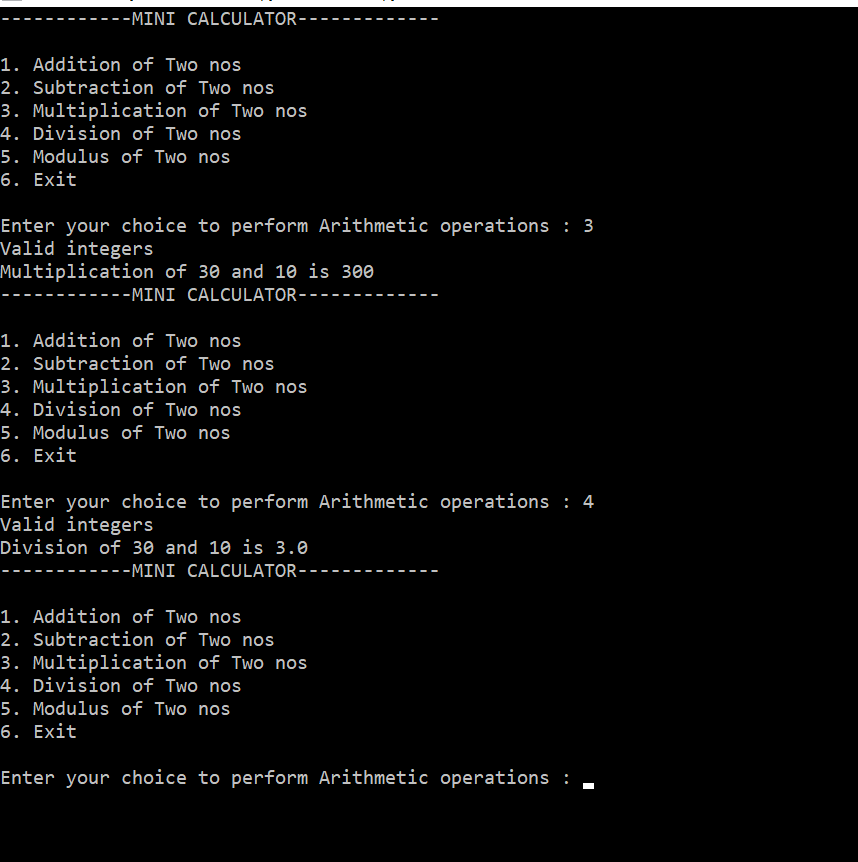 ------------MINI CALCULATOR-------------
1. Addition of Two nos
2. Subtraction of Two nos
3. Multiplication of Two nos
4. Division of Two nos
5. Modulus of Two nos
6. Exit
Enter your choice to perform Arithmetic operations : 3
Valid integers
Multiplication of 30 and 10 is 300
------------MINI CALCULATOR-------------
1. Addition of Two nos
2. Subtraction of Two nos
3. Multiplication of Two nos
4. Division of Two nos
5. Modulus of Two nos
6. Exit
Enter your choice to perform Arithmetic operations : 4
Valid integers
Division of 30 and 10 is 3.0
------------MINI CALCULATOR-------------
1. Addition of Two nos
2. Subtraction of Two nos
3. Multiplication of Two nos
4. Division of Two nos
5. Modulus of Two nos
6. Exit
Enter your choice to perform Arithmetic operations :